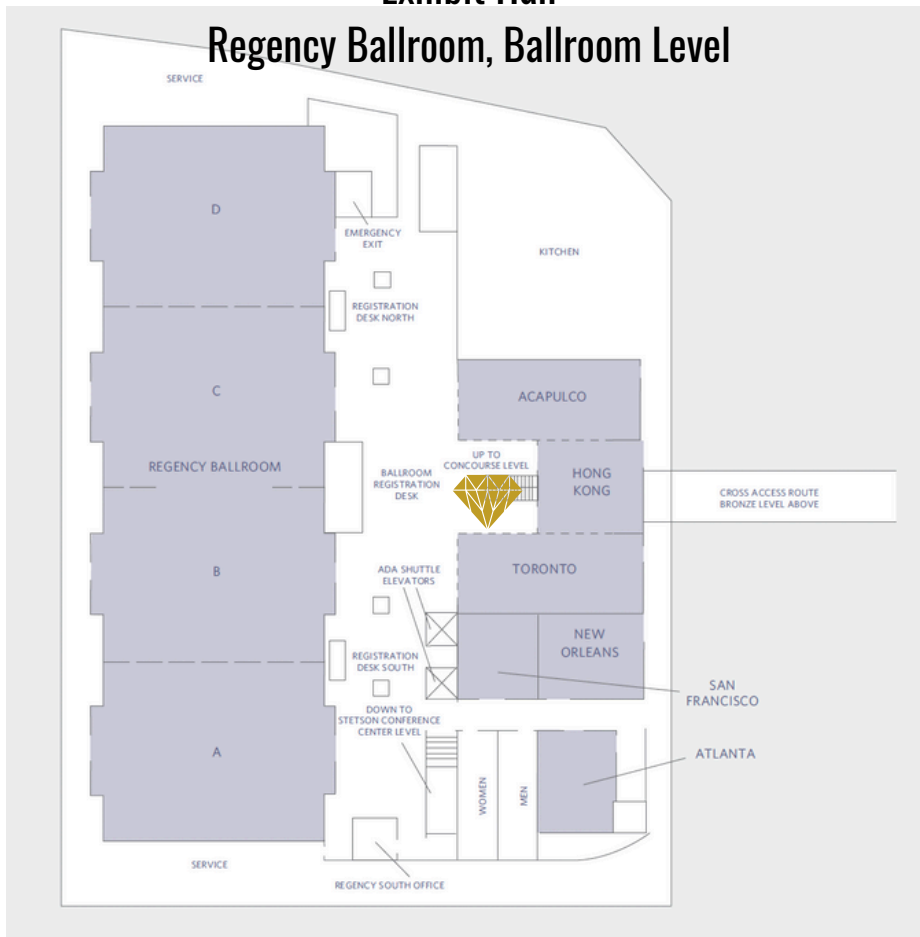 Exhibit Hall
Regency Ballroom, Ballroom Level
SERVICE
D
EMERGENCY
EXIT
KITCHEN
REGISTRATION
DESK NORTH
C
ACAPULCO
REGENCY BALLROOM
UP TO
CONCOURSE LEVEL
BALLROOM
REGISTRATION
DESK
HONG
KONG
CROSS ACCESS ROUTE
BRONZE LEVEL ABOVE
B
ADA SHUTTLE
ELEVATORS
TORONTO
NEW
ORLEANS
REGISTRATION
DESK SOUTH
SAN
FRANCISCO
DOWN TO
STETSON CONFERENCE
CENTER LEVEL
A
ATLANTA
WOMEN
MEN
SERVICE
REGENCY SOUTH OFFICE